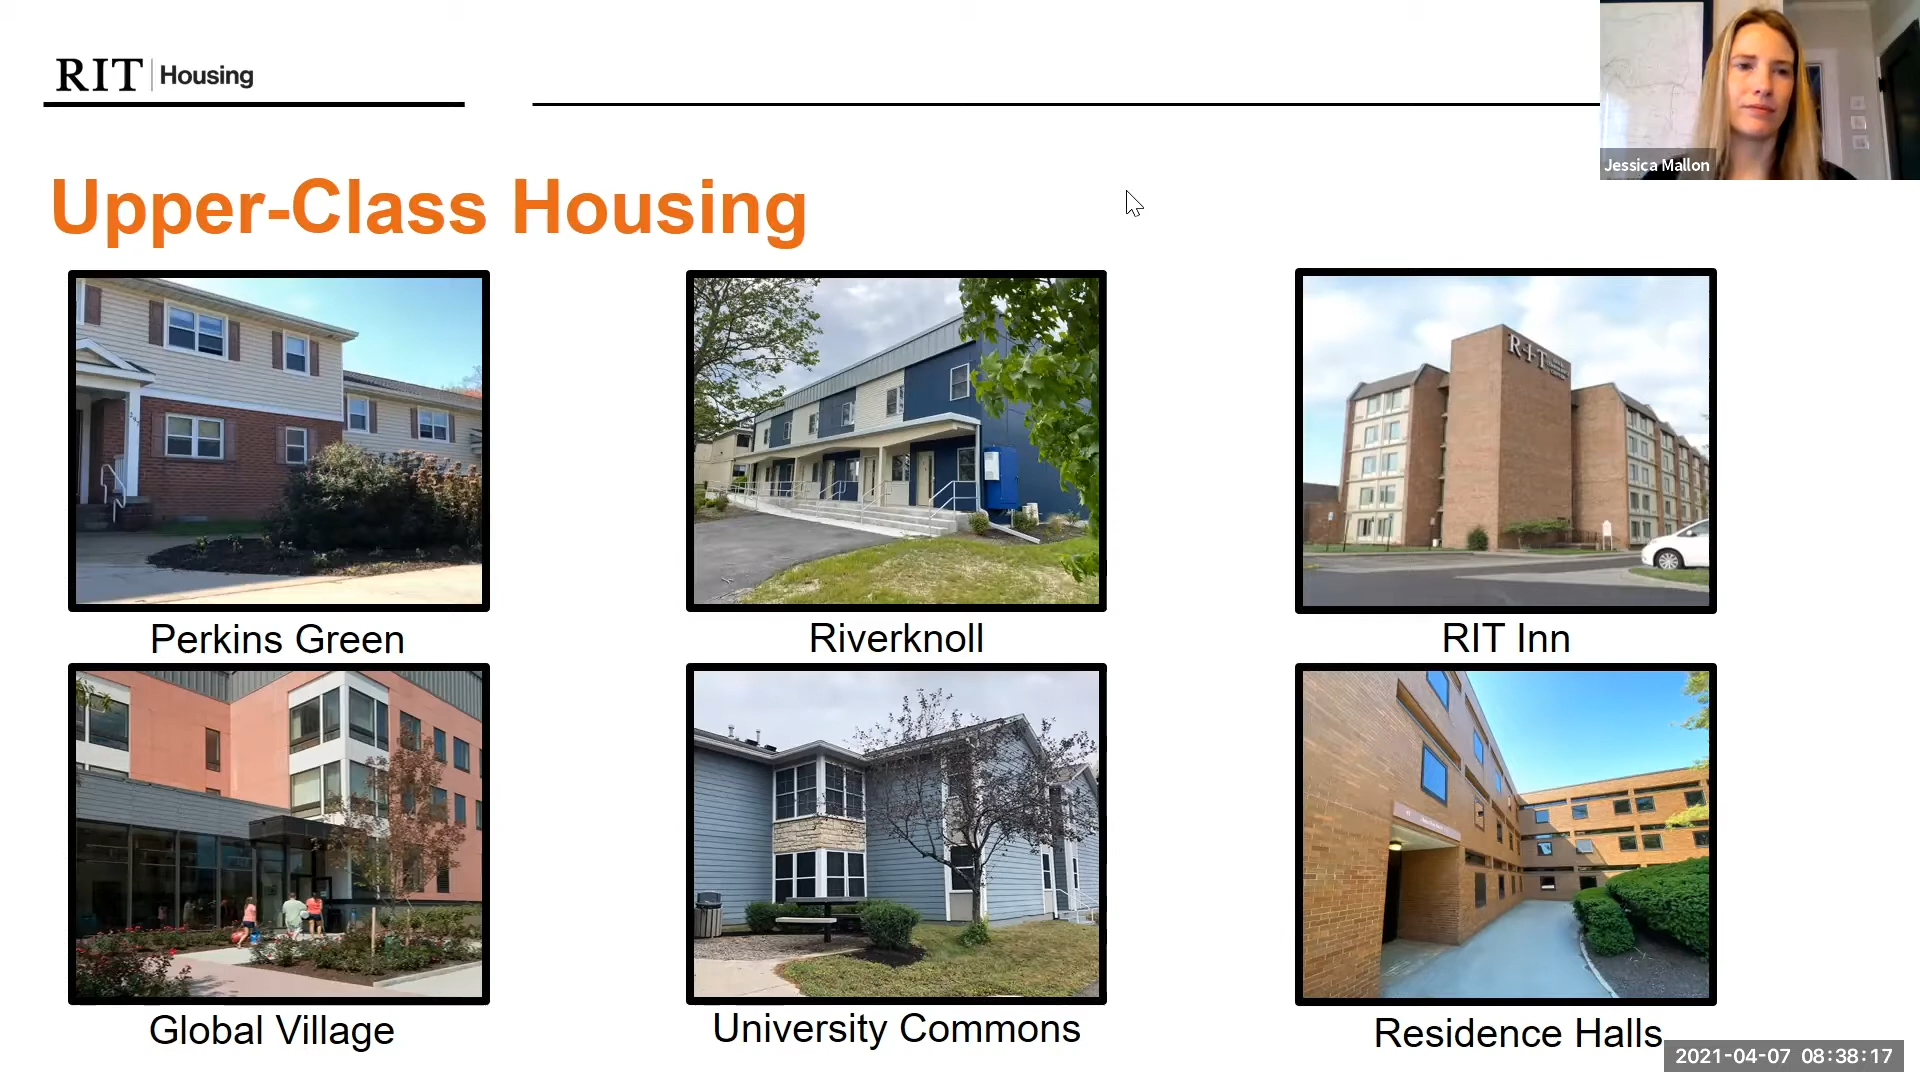 RIT | Housing
Jessica Mallon
Upper-Class Housing
RIT
Perkins Green
Riverknoll
RIT Inn
Global Village
University Commons
Residence Halls
2021-04-07 08:38:17